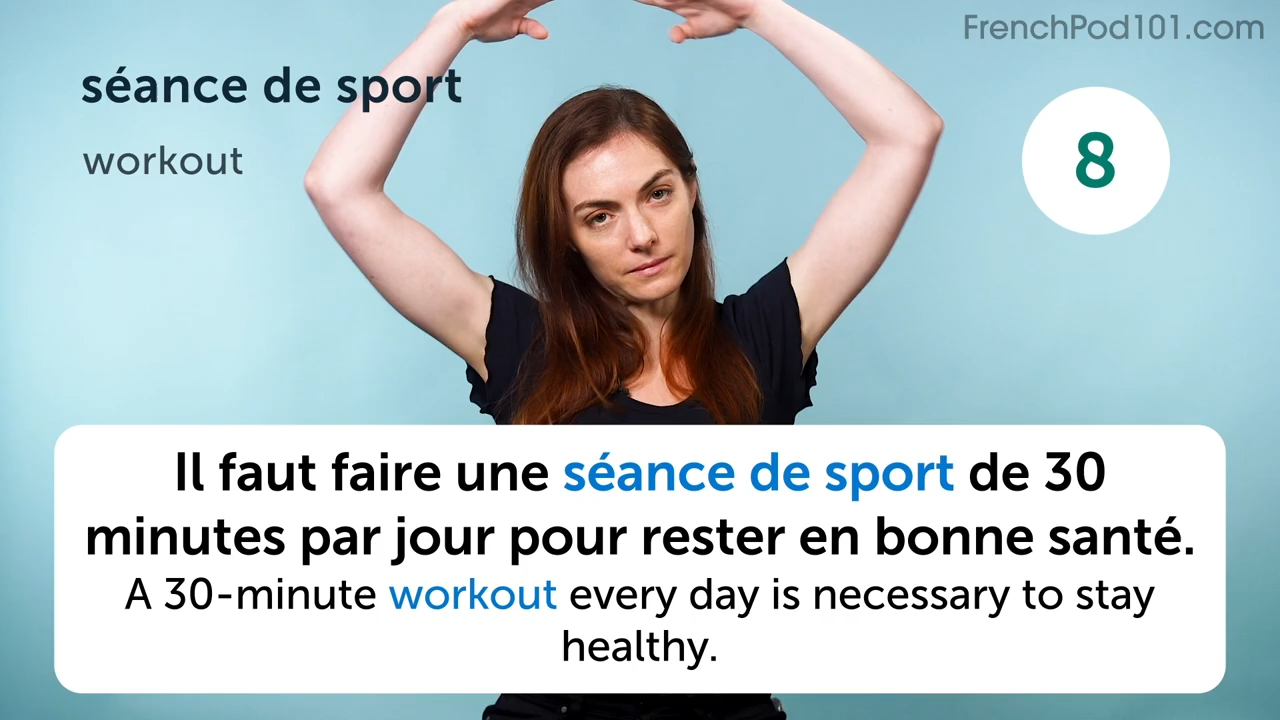 FrenchPod101.com
séance de sport
workout
8
Il faut faire une séance de sport de 30
minutes par jour pour rester en bonne santé.
A 30-minute workout every day is necessary to stay
healthy.